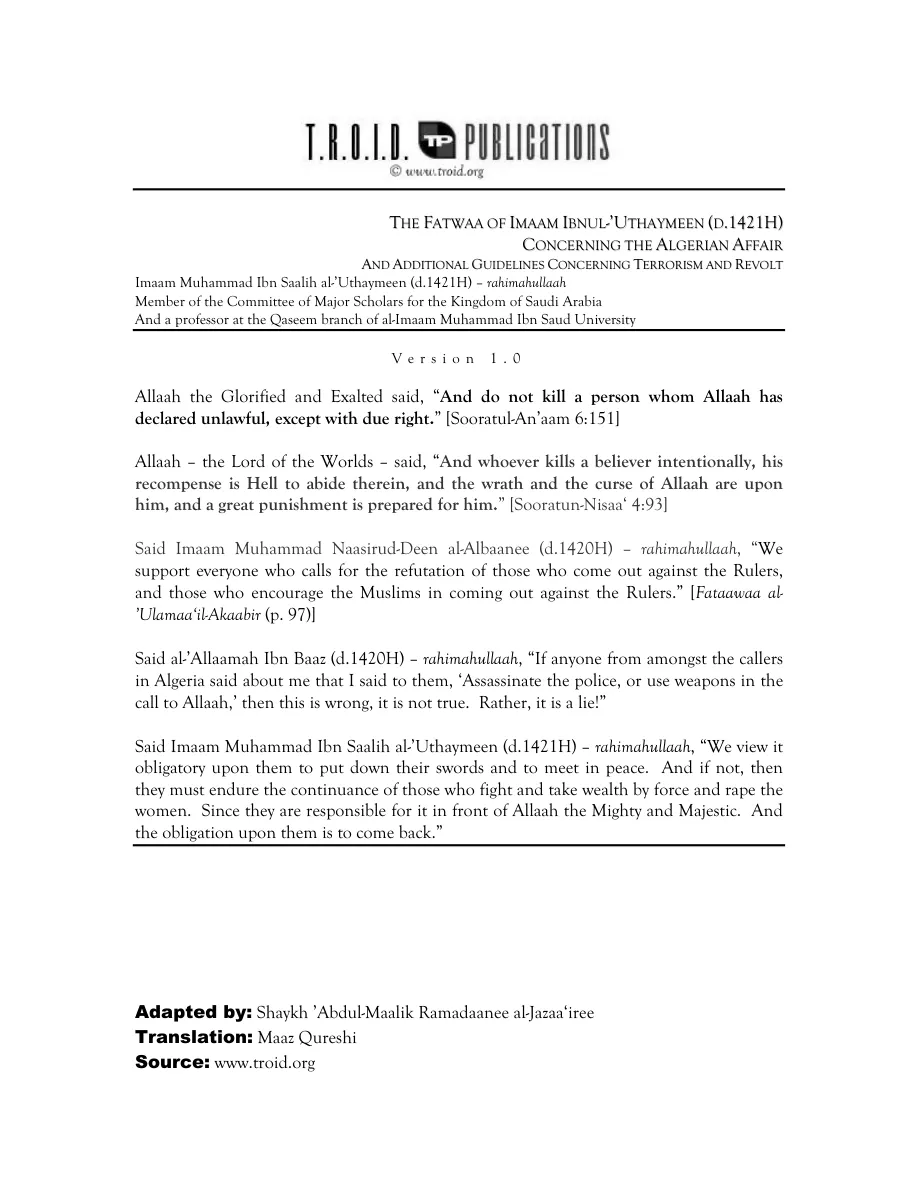 T.R.O.I.D. TP PUBLICATIONS
© www.troid.org
THE FATWAA OF IMAAM IBNUL-’UTHAYMEEN (D.1421H)
CONCERNING THE ALGERIAN AFFAIR
AND ADDITIONAL GUIDELINES CONCERNING TERRORISM AND REVOLT
Imaam Muhammad Ibn Saalih al-’Uthaymeen (d.1421H) – rahimahullaah
Member of the Committee of Major Scholars for the Kingdom of Saudi Arabia
And a professor at the Qaseem branch of al-Imaam Muhammad Ibn Saud University
Version 1.0
Allaah the Glorified and Exalted said, “And do not kill a person whom Allaah has
declared unlawful, except with due right.” [Sooratul-An’aam 6:151]
Allaah – the Lord of the Worlds – said, “And whoever kills a believer intentionally, his
recompense is Hell to abide therein, and the wrath and the curse of Allaah are upon
him, and a great punishment is prepared for him.” [Sooratun-Nisaa‘ 4:93]
Said Imaam Muhammad Naasirud-Deen al-Albaanee (d.1420H) – rahimahullaah, “We
support everyone who calls for the refutation of those who come out against the Rulers,
and those who encourage the Muslims in coming out against the Rulers.” [Fataawaa al-
’Ulamaa‘il-Akaabir (p. 97)]
Said al-’Allaamah Ibn Baaz (d.1420H) – rahimahullaah, “If anyone from amongst the callers
in Algeria said about me that I said to them, ‘Assassinate the police, or use weapons in the
call to Allaah,’ then this is wrong, it is not true.  Rather, it is a lie!”
Said Imaam Muhammad Ibn Saalih al-’Uthaymeen (d.1421H) – rahimahullaah, “We view it
obligatory upon them to put down their swords and to meet in peace.  And if not, then
they must endure the continuance of those who fight and take wealth by force and rape the
women.  Since they are responsible for it in front of Allaah the Mighty and Majestic.  And
the obligation upon them is to come back.”
Adapted by: Shaykh ’Abdul-Maalik Ramadaanee al-Jazaa‘iree
Translation: Maaz Qureshi
Source: www.troid.org